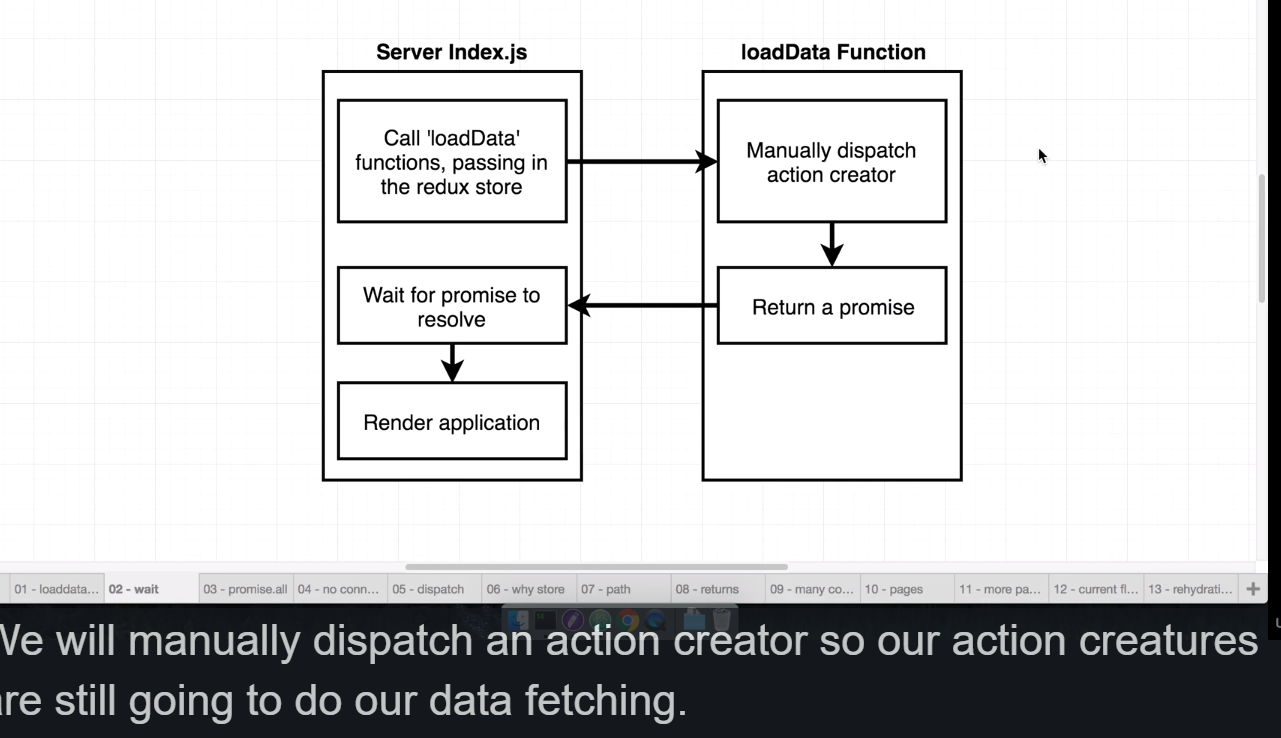 Server Index.js
loadData Function
Call 'loadData'
functions, passing in
the redux store
Manually dispatch
action creator
Wait for promise to
resolve
Return a promise
Render application
01 - loaddata... 02 - wait 03 - promise.all 04 - no conn... 05 - dispatch 06 - why store 07 - path 08 - returns 09 - many co... 10 - pages 11 - more pa... 12 - current fl... 13 - rehydrati... +
We will manually dispatch an action creator so our action creatures
are still going to do our data fetching.